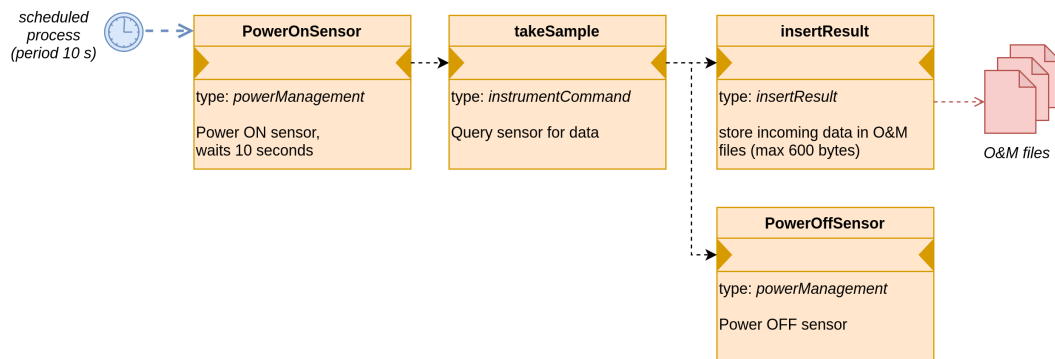 scheduled
process
(period 10 s)
PowerOnSensor
type: powerManagement
Power ON sensor,
waits 10 seconds
takeSample
type: instrumentCommand
Query sensor for data
insertResult
type: insertResult
store incoming data in O&M
files (max 600 bytes)
O&M files
PowerOffSensor
type: powerManagement
Power OFF sensor